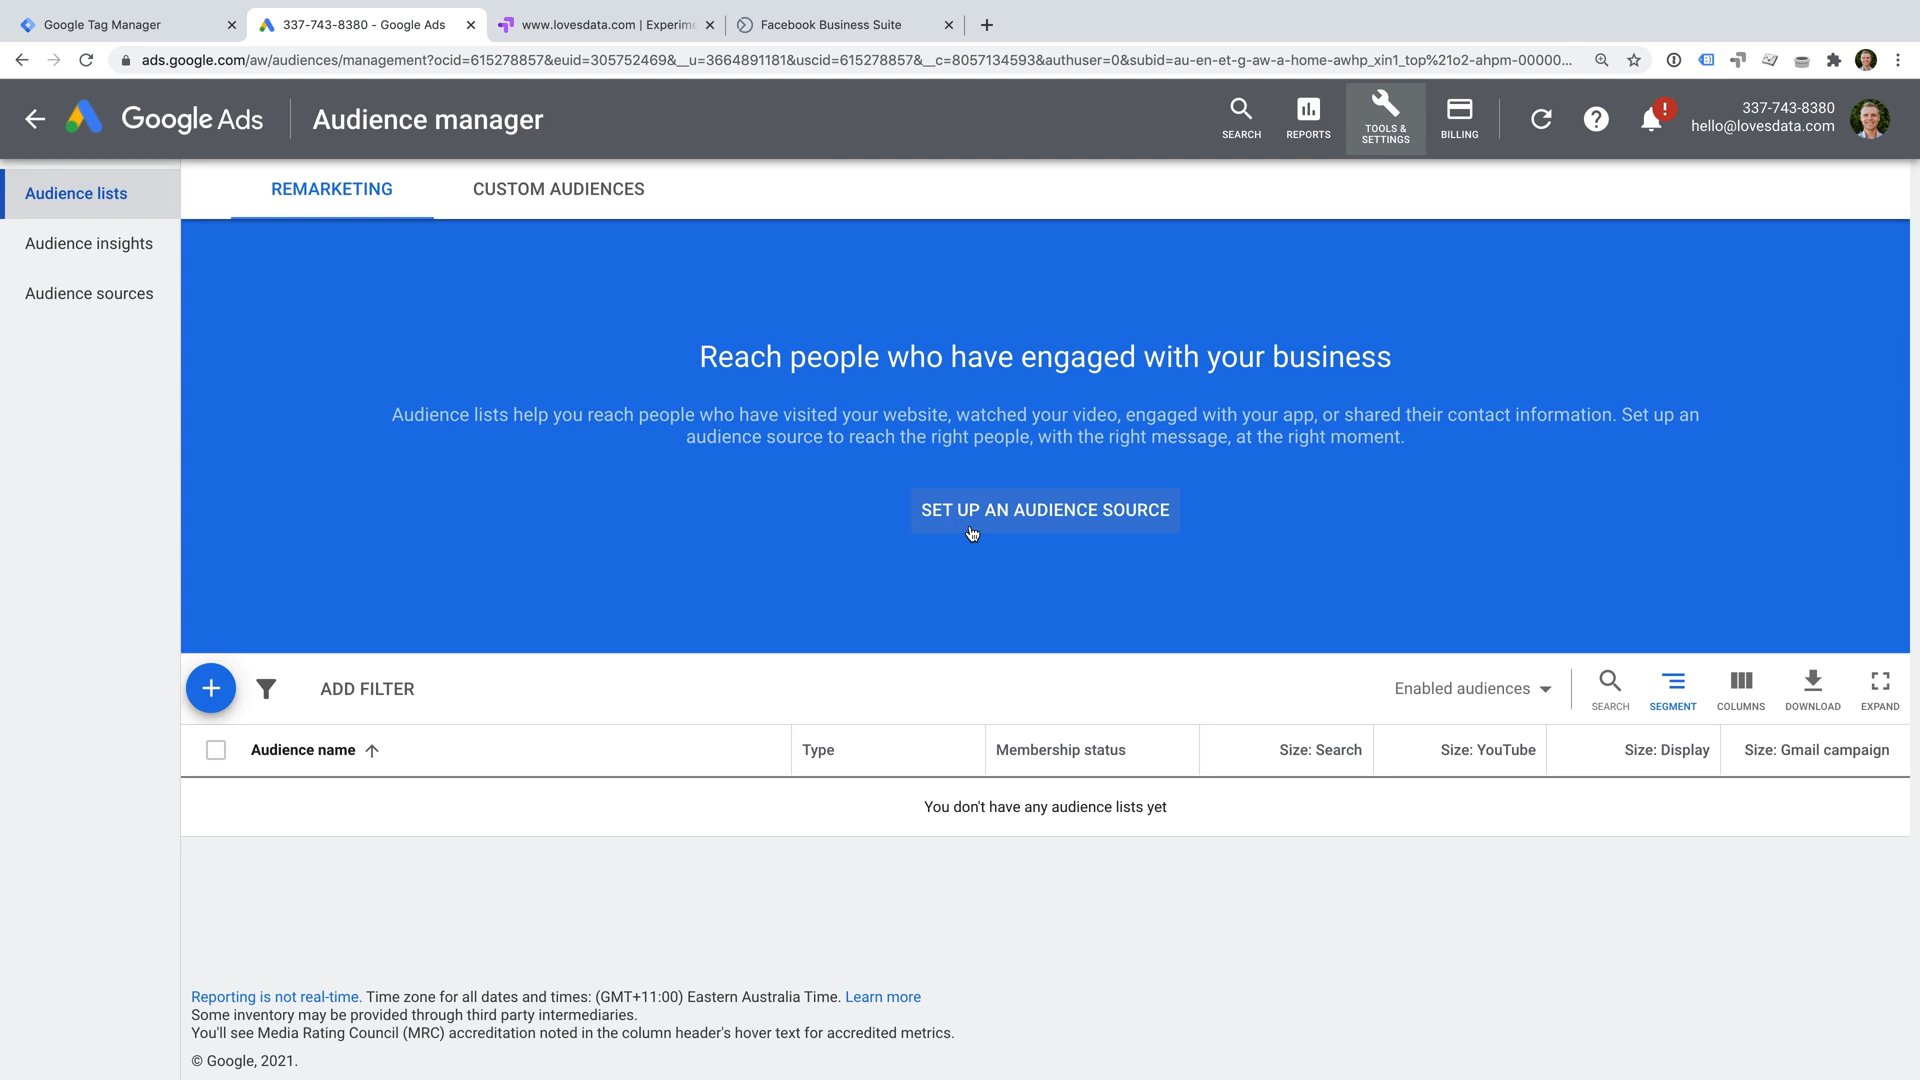 Google Tag Manager
337-743-8380 - Google Ads
www.lovesdata.com | Experime
Facebook Business Suite
ads.google.com/aw/audiences/management?ocid=615278857&euid=305752469&__u=3664891181&uscid=615278857&__c=8057134593&authuser=0&subid=au-en-et-g-aw-a-home-awhp_xin1_top%21o2-ahpm-00000...
Google Ads
Audience manager
SEARCH
REPORTS
TOOLS &
SETTINGS
BILLING
!
337-743-8380
hello@lovesdata.com
Audience lists
Audience insights
Audience sources
REMARKETING
CUSTOM AUDIENCES
Reach people who have engaged with your business
Audience lists help you reach people who have visited your website, watched your video, engaged with your app, or shared their contact information. Set up an
audience source to reach the right people, with the right message, at the right moment.
SET UP AN AUDIENCE SOURCE
ADD FILTER
Enabled audiences
SEARCH
SEGMENT
COLUMNS
DOWNLOAD
EXPAND
Audience name
Type
Membership status
Size: Search
Size: YouTube
Size: Display
Size: Gmail campaign
You don't have any audience lists yet
Reporting is not real-time. Time zone for all dates and times: (GMT+11:00) Eastern Australia Time. Learn more
Some inventory may be provided through third party intermediaries.
You'll see Media Rating Council (MRC) accreditation noted in the column header's hover text for accredited metrics.
© Google, 2021.